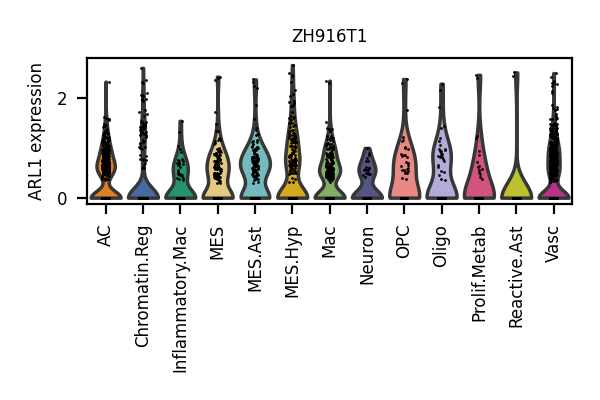 ZH916T1
ARL1 expression
2
0
AC
Chromatin.Reg
Inflammatory.Mac
MES
MES.Ast
MES.Hyp
Mac
Neuron
OPC
Oligo
Prolif.Metab
Reactive.Ast
Vasc